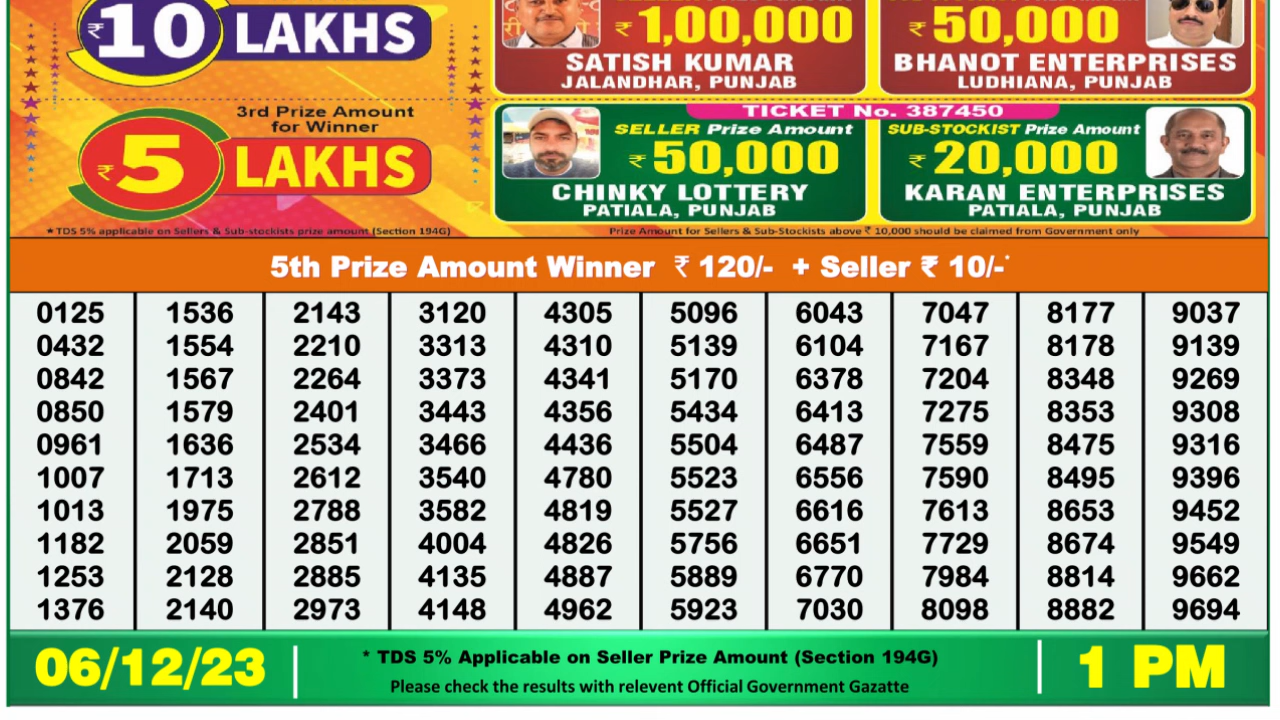 ₹10 LAKHS
₹ 1,00,000
SATISH KUMAR
JALANDHAR, PUNJAB
₹ 50,000
BHANOT ENTERPRISES
LUDHIANA, PUNJAB
3rd Prize Amount
for Winner
₹5 LAKHS
TICKET No. 387450
SELLER Prize Amount
₹ 50,000
CHINKY LOTTERY
PATIALA, PUNJAB
SUB-STOCKIST Prize Amount
₹ 20,000
KARAN ENTERPRISES
PATIALA, PUNJAB
★ TDS 5% applicable on Sellers & Sub-stockists prize amount (Section 194G)
Prize Amount for Sellers & Sub-Stockists above ₹ 10,000 should be claimed from Government only
5th Prize Amount Winner ₹ 120/- + Seller ₹ 10/-*
0125 1536 2143 3120 4305 5096 6043 7047 8177 9037
0432 1554 2210 3313 4310 5139 6104 7167 8178 9139
0842 1567 2264 3373 4341 5170 6378 7204 8348 9269
0850 1579 2401 3443 4356 5434 6413 7275 8353 9308
0961 1636 2534 3466 4436 5504 6487 7559 8475 9316
1007 1713 2612 3540 4780 5523 6556 7590 8495 9396
1013 1975 2788 3582 4819 5527 6616 7613 8653 9452
1182 2059 2851 4004 4826 5756 6651 7729 8674 9549
1253 2128 2885 4135 4887 5889 6770 7984 8814 9662
1376 2140 2973 4148 4962 5923 7030 8098 8882 9694
06/12/23
* TDS 5% Applicable on Seller Prize Amount (Section 194G)
Please check the results with relevent Official Government Gazatte
1 PM